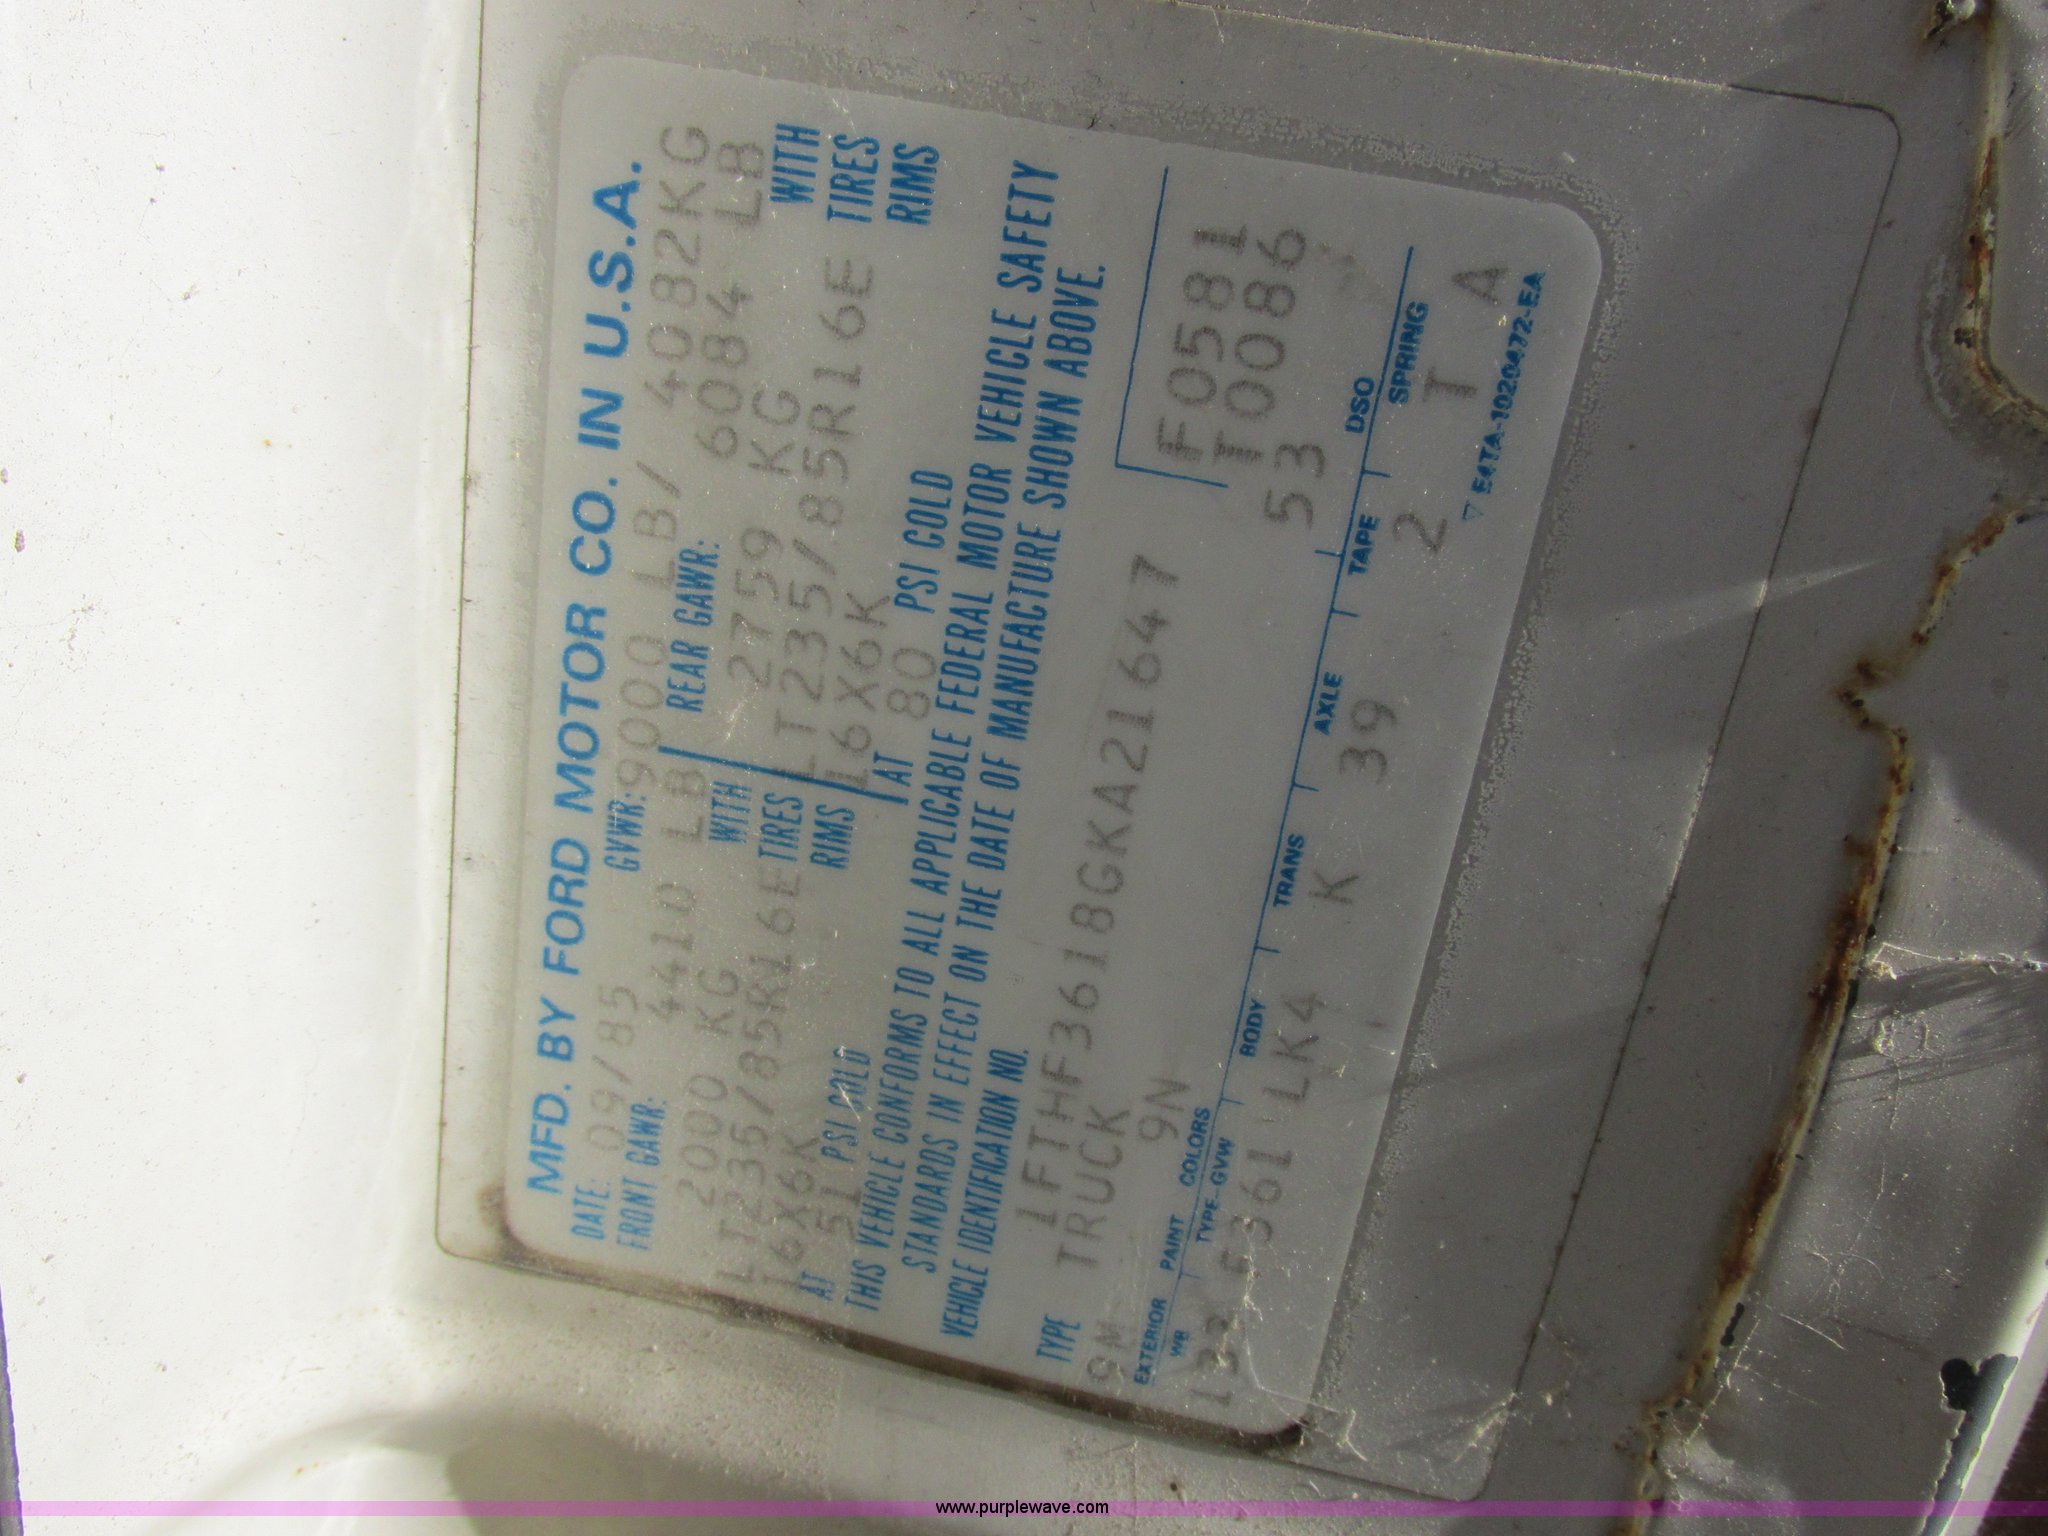 MFD. BY FORD MOTOR CO. IN U.S.A.
DATE: 09/85 GVWR: 9000 LB/ 4082KG
FRONT GAWR: 4410 LB REAR GAWR: 6084 LB
2000 KG WITH 2759 KG WITH
LT235/85R16E TIRES LT235/85R16E TIRES
16X6K RIMS 16X6K RIMS
AT 51 PSI COLD AT 80 PSI COLD
THIS VEHICLE CONFORMS TO ALL APPLICABLE FEDERAL MOTOR VEHICLE SAFETY
STANDARDS IN EFFECT ON THE DATE OF MANUFACTURE SHOWN ABOVE.
VEHICLE IDENTIFICATION NO.
1FTHF3618GKA21647
TYPE TRUCK F0581
T0086
9M 9N 53
EXTERIOR PAINT COLORS DSO
WB TYPE-GVW BODY TRANS AXLE TAPE SPRING
133 F361 LK4 K 39 2 T A
▽ E4TA-1020472-EA
www.purplewave.com